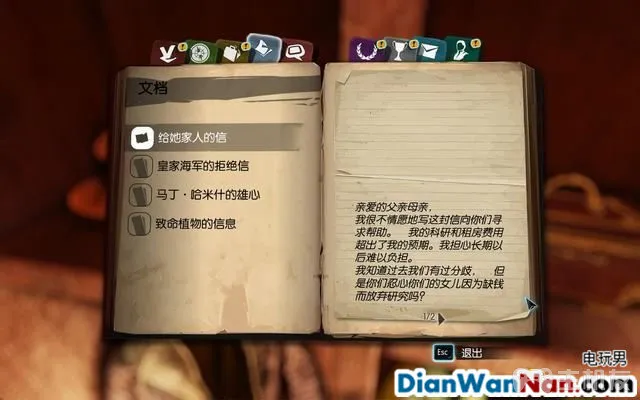 文档
给她家人的信
皇家海军的拒绝信
马丁·哈米什的雄心
致命植物的信息
亲爱的父亲母亲，
我很不情愿地写这封信向你们寻
求帮助。 我的科研和租房费用
超出了我的预期。我担心长期以
后难以负担。
我知道过去我们有过分歧， 但
是你们忍心你们的女儿因为缺钱
而放弃研究吗？
1/2
Esc 退出
电玩男
DianWanNan.com